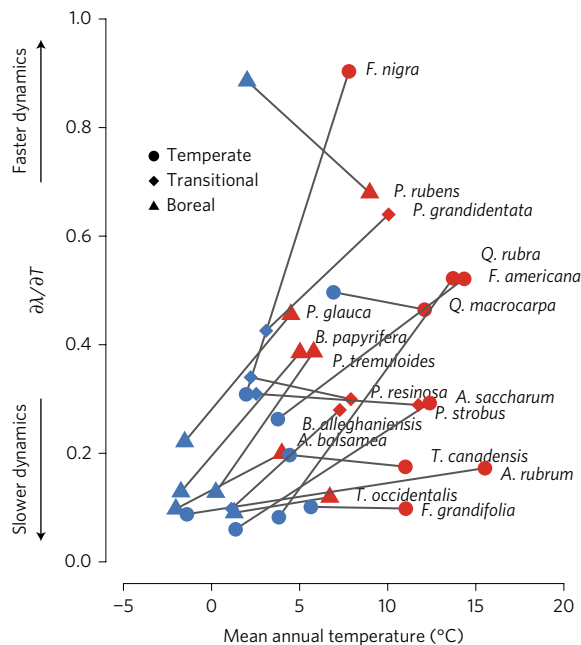 1.0
0.8
0.6
0.4
0.2
0.0
Faster dynamics
Slower dynamics
∂λ/∂T
Temperate
Transitional
Boreal
F. nigra
P. rubens
P. grandidentata
Q. rubra
F. americana
Q. macrocarpa
P. glauca
B. papyrifera
P. tremuloides
P. resinosa
A. saccharum
P. strobus
B. alleghaniensis
A. balsamea
T. canadensis
A. rubrum
T. occidentalis
F. grandifolia
−5 0 5 10 15 20
Mean annual temperature (°C)